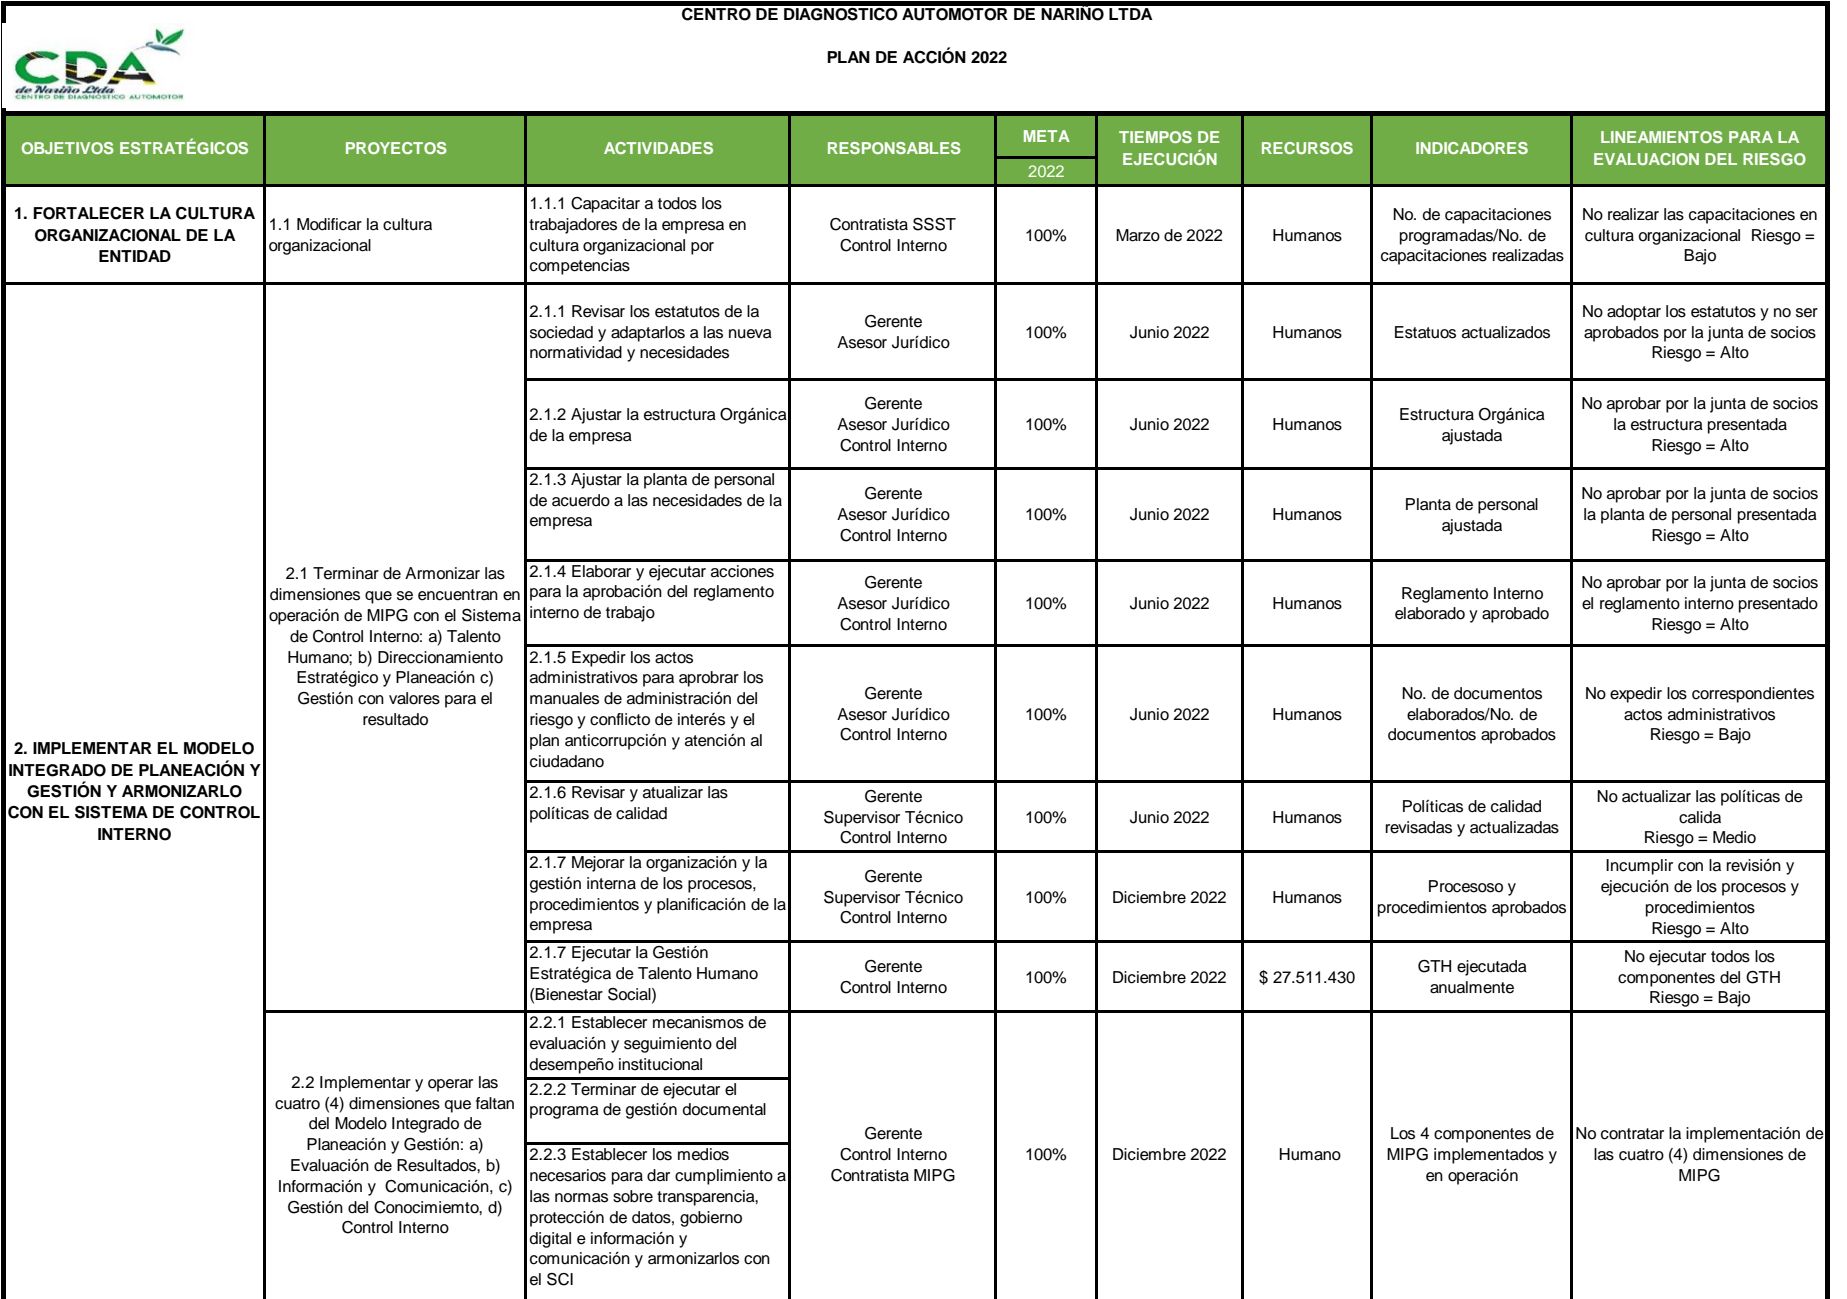 CENTRO DE DIAGNOSTICO AUTOMOTOR DE NARIÑO LTDA
PLAN DE ACCIÓN 2022
CDA
de Nariño Ltda
CENTRO DE DIAGNÓSTICO AUTOMOTOR
OBJETIVOS ESTRATÉGICOS
PROYECTOS
ACTIVIDADES
RESPONSABLES
META
2022
TIEMPOS DE
EJECUCIÓN
RECURSOS
INDICADORES
LINEAMIENTOS PARA LA
EVALUACION DEL RIESGO
1. FORTALECER LA CULTURA
ORGANIZACIONAL DE LA
ENTIDAD
1.1 Modificar la cultura
organizacional
1.1.1 Capacitar a todos los
trabajadores de la empresa en
cultura organizacional por
competencias
Contratista SSST
Control Interno
100%
Marzo de 2022
Humanos
No. de capacitaciones
programadas/No. de
capacitaciones realizadas
No realizar las capacitaciones en
cultura organizacional  Riesgo =
Bajo
2. IMPLEMENTAR EL MODELO
INTEGRADO DE PLANEACIÓN Y
GESTIÓN Y ARMONIZARLO
CON EL SISTEMA DE CONTROL
INTERNO
2.1 Terminar de Armonizar las
dimensiones que se encuentran en
operación de MIPG con el Sistema
de Control Interno: a) Talento
Humano; b) Direccionamiento
Estratégico y Planeación c)
Gestión con valores para el
resultado
2.1.1 Revisar los estatutos de la
sociedad y adaptarlos a las nueva
normatividad y necesidades
Gerente
Asesor Jurídico
100%
Junio 2022
Humanos
Estatuos actualizados
No adoptar los estatutos y no ser
aprobados por la junta de socios
Riesgo = Alto
2.1.2 Ajustar la estructura Orgánica
de la empresa
Gerente
Asesor Jurídico
Control Interno
100%
Junio 2022
Humanos
Estructura Orgánica
ajustada
No aprobar por la junta de socios
la estructura presentada
Riesgo = Alto
2.1.3 Ajustar la planta de personal
de acuerdo a las necesidades de la
empresa
Gerente
Asesor Jurídico
Control Interno
100%
Junio 2022
Humanos
Planta de personal
ajustada
No aprobar por la junta de socios
la planta de personal presentada
Riesgo = Alto
2.1.4 Elaborar y ejecutar acciones
para la aprobación del reglamento
interno de trabajo
Gerente
Asesor Jurídico
Control Interno
100%
Junio 2022
Humanos
Reglamento Interno
elaborado y aprobado
No aprobar por la junta de socios
el reglamento interno presentado
Riesgo = Alto
2.1.5 Expedir los actos
administrativos para aprobrar los
manuales de administración del
riesgo y conflicto de interés y el
plan anticorrupción y atención al
ciudadano
Gerente
Asesor Jurídico
Control Interno
100%
Junio 2022
Humanos
No. de documentos
elaborados/No. de
documentos aprobados
No expedir los correspondientes
actos administrativos
Riesgo = Bajo
2.1.6 Revisar y atualizar las
políticas de calidad
Gerente
Supervisor Técnico
Control Interno
100%
Junio 2022
Humanos
Políticas de calidad
revisadas y actualizadas
No actualizar las políticas de
calida
Riesgo = Medio
2.1.7 Mejorar la organización y la
gestión interna de los procesos,
procedimientos y planificación de la
empresa
Gerente
Supervisor Técnico
Control Interno
100%
Diciembre 2022
Humanos
Procesoso y
procedimientos aprobados
Incumplir con la revisión y
ejecución de los procesos y
procedimientos
Riesgo = Alto
2.1.7 Ejecutar la Gestión
Estratégica de Talento Humano
(Bienestar Social)
Gerente
Control Interno
100%
Diciembre 2022
$ 27.511.430
GTH ejecutada
anualmente
No ejecutar todos los
componentes del GTH
Riesgo = Bajo
2.2 Implementar y operar las
cuatro (4) dimensiones que faltan
del Modelo Integrado de
Planeación y Gestión: a)
Evaluación de Resultados, b)
Información y  Comunicación, c)
Gestión del Conocimiemto, d)
Control Interno
2.2.1 Establecer mecanismos de
evaluación y seguimiento del
desempeño institucional
2.2.2 Terminar de ejecutar el
programa de gestión documental
2.2.3 Establecer los medios
necesarios para dar cumplimiento a
las normas sobre transparencia,
protección de datos, gobierno
digital e información y
comunicación y armonizarlos con
el SCI
Gerente
Control Interno
Contratista MIPG
100%
Diciembre 2022
Humano
Los 4 componentes de
MIPG implementados y
en operación
No contratar la implementación de
las cuatro (4) dimensiones de
MIPG